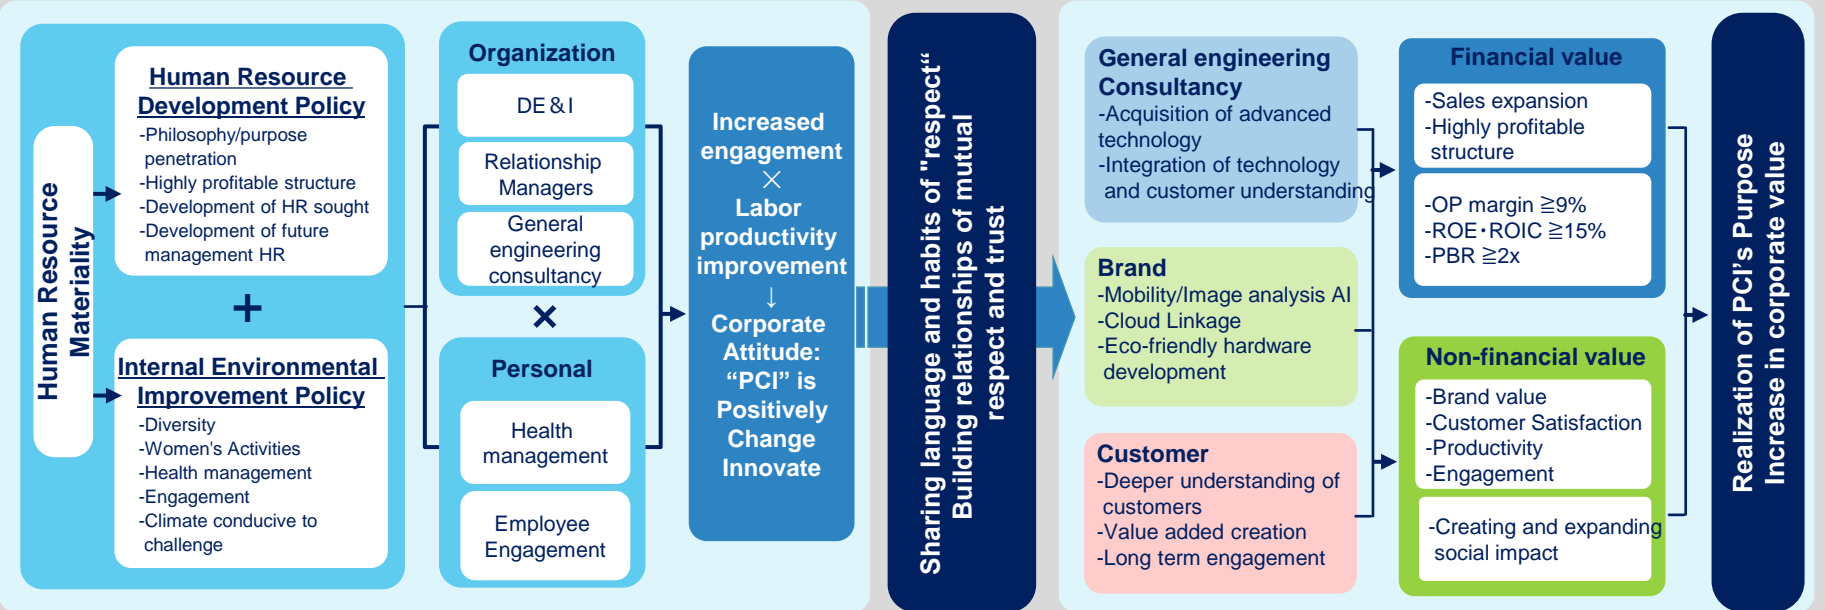 Human Resource
Materiality
Human Resource
Development Policy
-Philosophy/purpose
penetration
-Highly profitable structure
-Development of HR sought
-Development of future
management HR
+
Internal Environmental
Improvement Policy
-Diversity
-Women's Activities
-Health management
-Engagement
-Climate conducive to
challenge
Organization
DE&I
Relationship
Managers
General
engineering
consultancy
×
Personal
Health
management
Employee
Engagement
Increased
engagement
×
Labor
productivity
improvement
↓
Corporate
Attitude:
“PCI” is
Positively
Change
Innovate
Sharing language and habits of "respect“
Building relationships of mutual
respect and trust
General engineering
Consultancy
-Acquisition of advanced
technology
-Integration of technology
and customer understanding
Brand
-Mobility/Image analysis AI
-Cloud Linkage
-Eco-friendly hardware
development
Customer
-Deeper understanding of
customers
-Value added creation
-Long term engagement
Financial value
-Sales expansion
-Highly profitable
structure
-OP margin ≧9%
-ROE・ROIC ≧15%
-PBR ≧2x
Non-financial value
-Brand value
-Customer Satisfaction
-Productivity
-Engagement
-Creating and expanding
social impact
Realization of PCI’s Purpose
Increase in corporate value